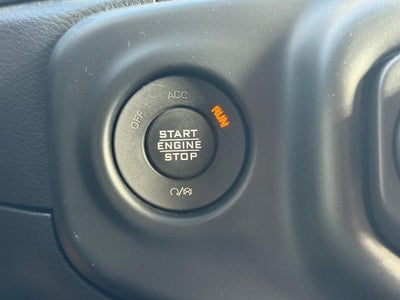 OFF ACC RUN
START
ENGINE
STOP